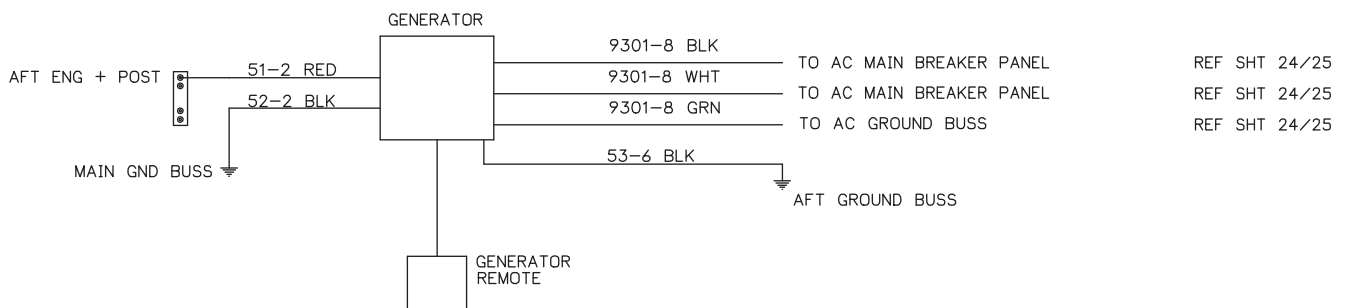 GENERATOR
9301-8 BLK
AFT ENG + POST
51-2 RED
TO AC MAIN BREAKER PANEL
REF SHT 24/25
9301-8 WHT
52-2 BLK
TO AC MAIN BREAKER PANEL
REF SHT 24/25
9301-8 GRN
TO AC GROUND BUSS
REF SHT 24/25
53-6 BLK
MAIN GND BUSS
AFT GROUND BUSS
GENERATOR
REMOTE